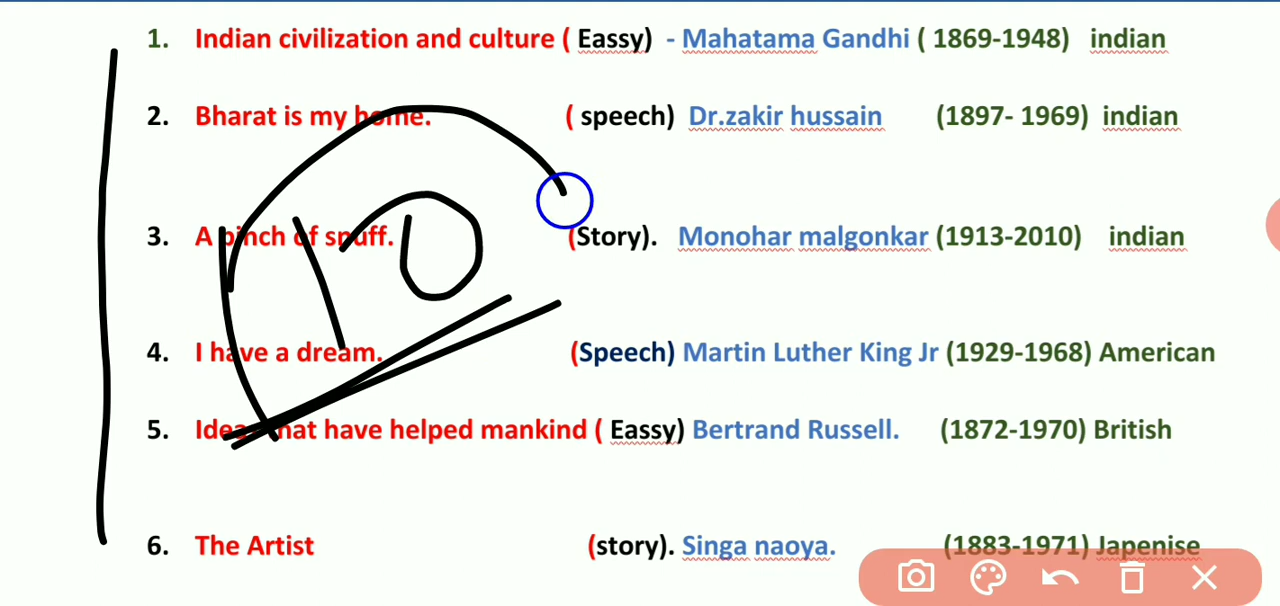 1. Indian civilization and culture ( Eassy) - Mahatama Gandhi ( 1869-1948) indian
2. Bharat is my home. ( speech) Dr.zakir hussain (1897- 1969) indian
3. A pinch of snuff. (Story). Monohar malgonkar (1913-2010) indian
4. I have a dream. (Speech) Martin Luther King Jr (1929-1968) American
5. Ideas that have helped mankind ( Eassy) Bertrand Russell. (1872-1970) British
6. The Artist (story). Singa naoya. (1883-1971) Japenise